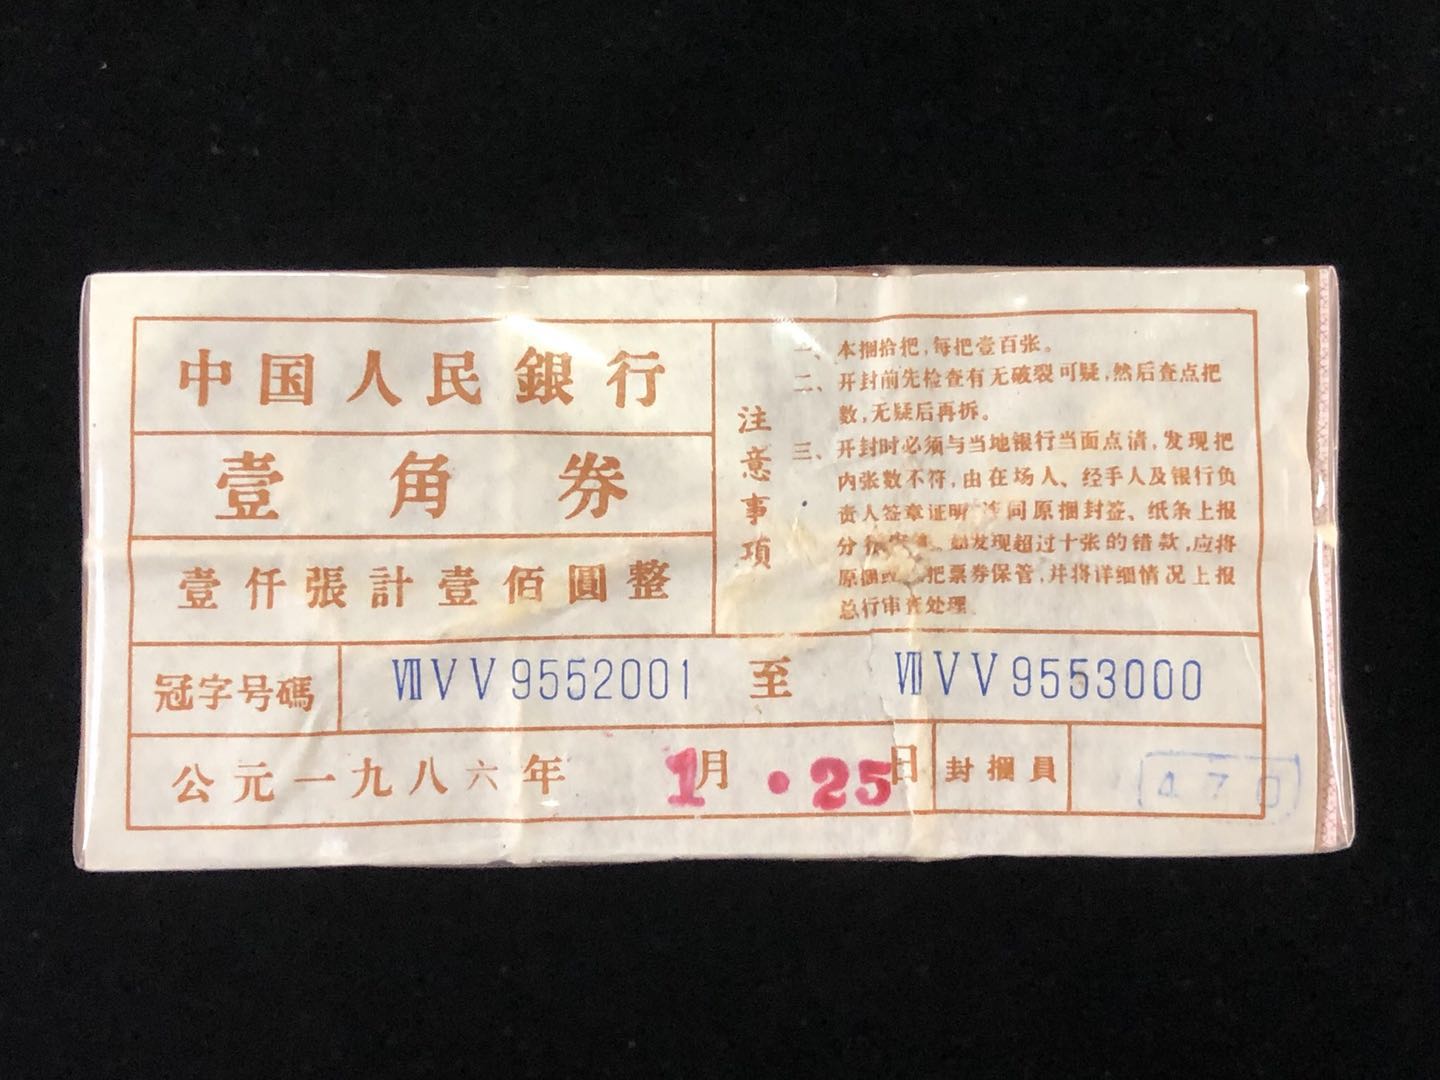 中国人民銀行
壹角券
壹仟張計壹佰圓整
注意事項
一、本捆拾把，每把壹百张。
二、开封前先检查有无破裂可疑，然后查点把
数，无疑后再拆。
三、开封时必须与当地银行当面点清，发现把
内张数不符，由在场人、经手人及银行负
责人签章证明 同原捆封签、纸条上报
分行 发现超过十张的错款，应将
原捆 把票券保管，并将详细情况上报
总行审查处理
冠字号碼 ⅧVV9552001 至 ⅧVV9553000
公元一九八六年 1月 ·25日 封捆員 470